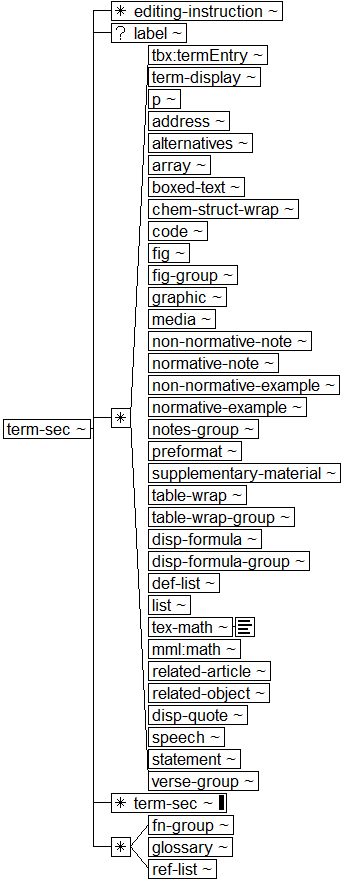 * editing-instruction ~
? label ~
tbx:termEntry ~
term-display ~
p ~
address ~
alternatives ~
array ~
boxed-text ~
chem-struct-wrap ~
code ~
fig ~
fig-group ~
graphic ~
media ~
non-normative-note ~
normative-note ~
non-normative-example ~
* normative-example ~
term-sec ~ notes-group ~
preformat ~
supplementary-material ~
table-wrap ~
table-wrap-group ~
disp-formula ~
disp-formula-group ~
def-list ~
list ~
tex-math ~
mml:math ~
related-article ~
related-object ~
disp-quote ~
speech ~
statement ~
verse-group ~
* term-sec ~
fn-group ~
* glossary ~
ref-list ~